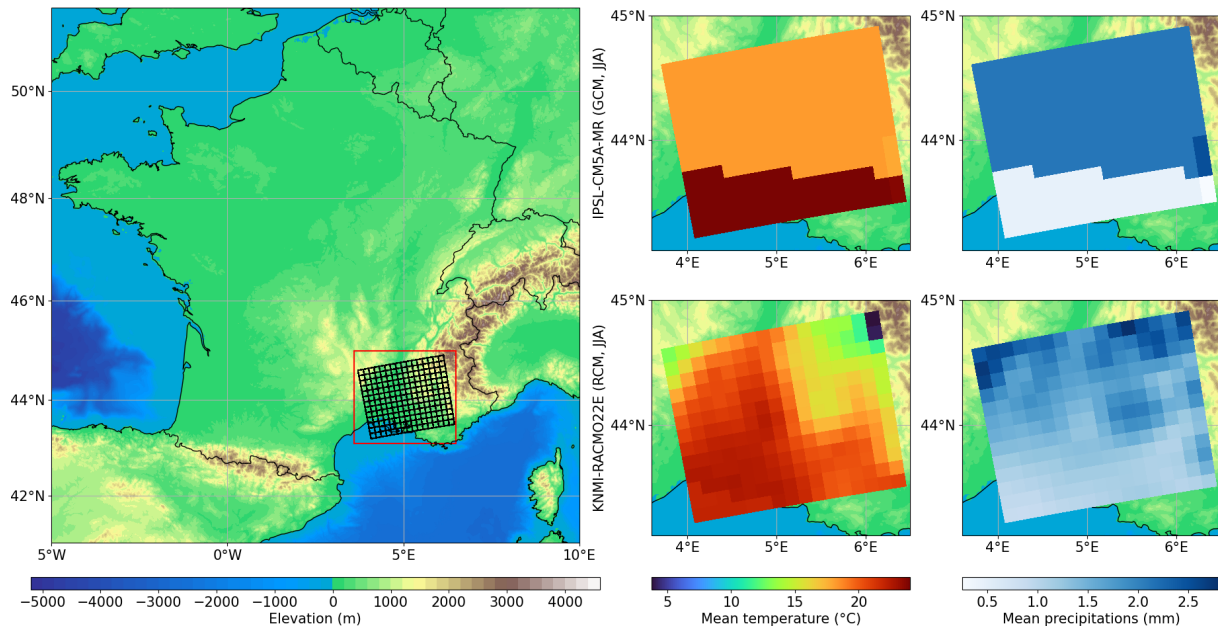 50°N
48°N
46°N
44°N
42°N
5°W
0°W
5°E
10°E
−5000
−4000
−3000
−2000
−1000
0
1000
2000
3000
4000
Elevation (m)
IPSL-CM5A-MR (GCM, JJA)
45°N
44°N
4°E
5°E
6°E
45°N
44°N
4°E
5°E
6°E
KNMI-RACMO22E (RCM, JJA)
45°N
44°N
4°E
5°E
6°E
45°N
44°N
4°E
5°E
6°E
5
10
15
20
Mean temperature (°C)
0.5
1.0
1.5
2.0
2.5
Mean precipitations (mm)